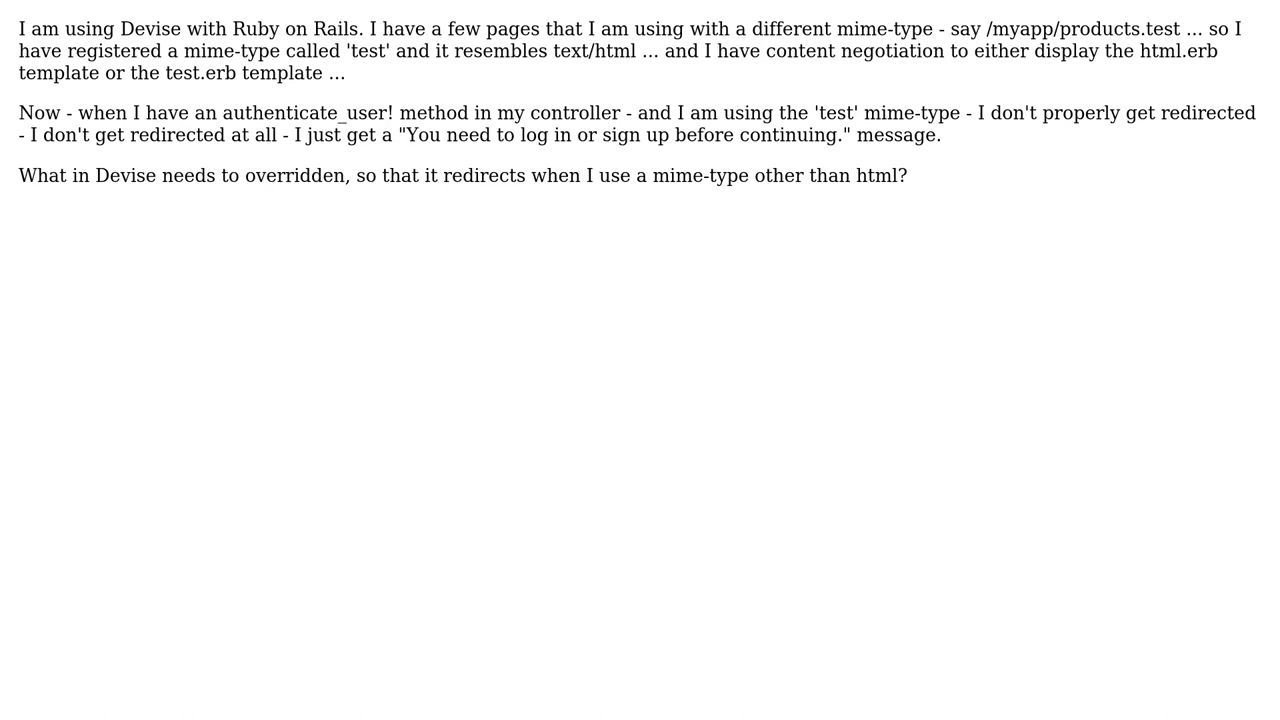 I am using Devise with Ruby on Rails. I have a few pages that I am using with a different mime-type - say /myapp/products.test ... so I
have registered a mime-type called 'test' and it resembles text/html ... and I have content negotiation to either display the html.erb
template or the test.erb template ...
Now - when I have an authenticate_user! method in my controller - and I am using the 'test' mime-type - I don't properly get redirected
- I don't get redirected at all - I just get a "You need to log in or sign up before continuing." message.
What in Devise needs to overridden, so that it redirects when I use a mime-type other than html?